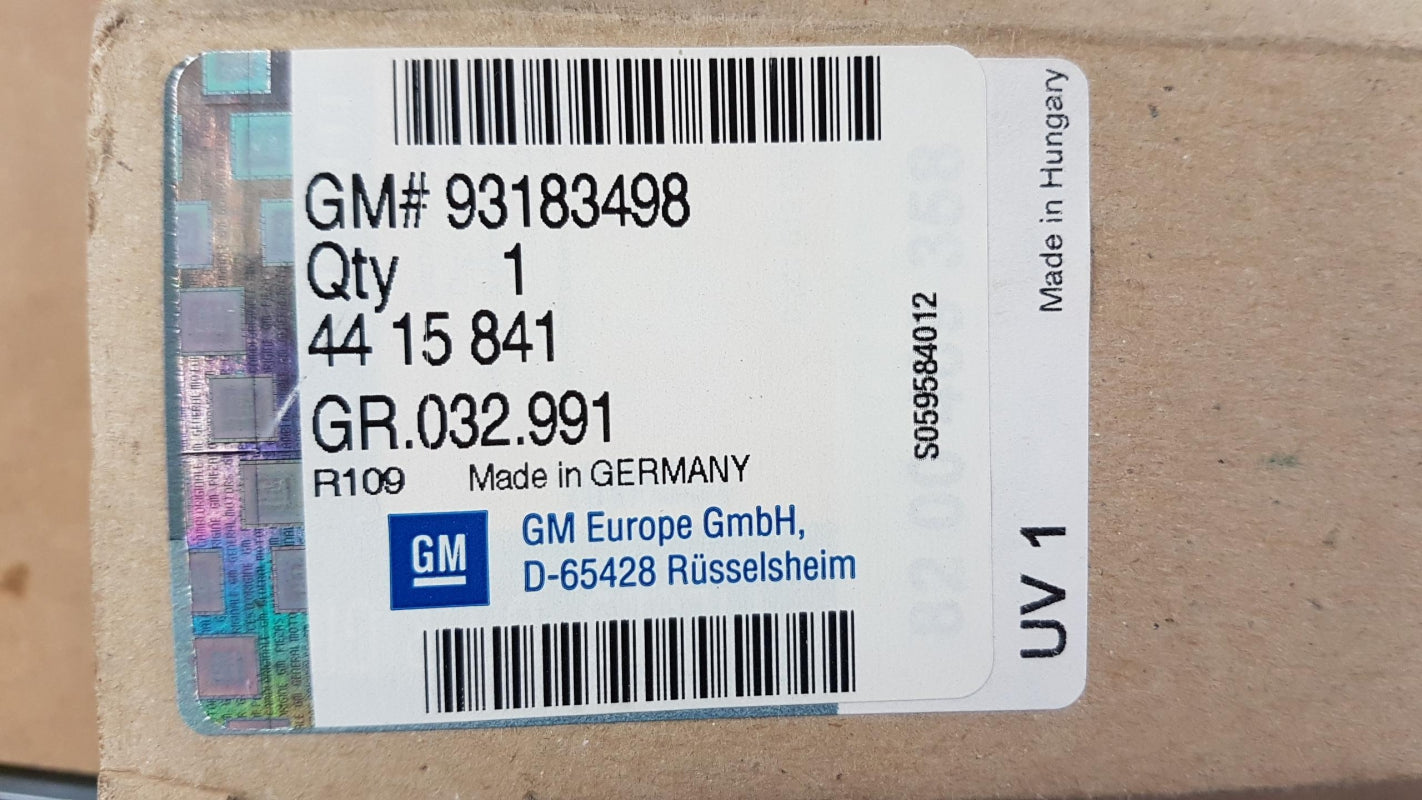 GM# 93183498
Qty 1
44 15 841
GR.032.991
R109 Made in GERMANY
GM
GM Europe GmbH,
D-65428 Rüsselsheim
S059584012
Made in Hungary
UV 1